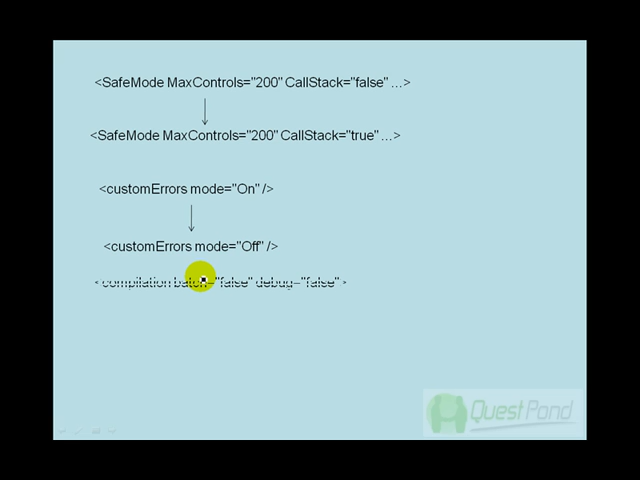 <SafeMode MaxControls="200" CallStack="false" ...>
<SafeMode MaxControls="200" CallStack="true" ...>
<customErrors mode="On" />
<customErrors mode="Off" />
<compilation batch="false" debug="false">
QuestPond